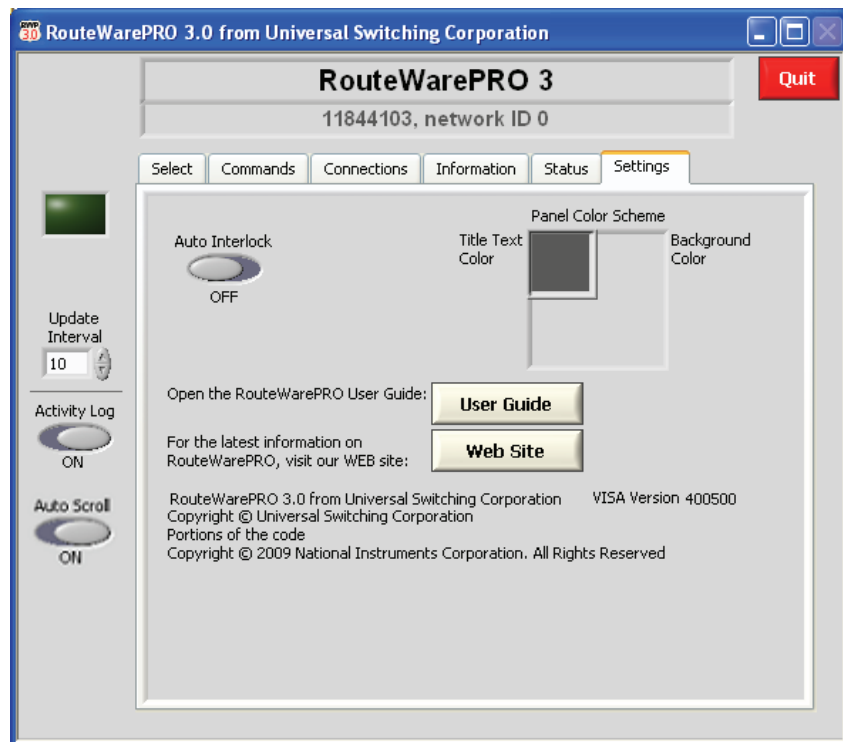 RWP 3.0 RouteWarePRO 3.0 from Universal Switching Corporation
RouteWarePRO 3
Quit
11844103, network ID 0
Select Commands Connections Information Status Settings
Panel Color Scheme
Auto Interlock
Title Text
Color
Background
Color
OFF
Update
Interval
10
Open the RouteWarePRO User Guide:
User Guide
Activity Log
ON
For the latest information on
RouteWarePRO, visit our WEB site:
Web Site
Auto Scroll
ON
RouteWarePRO 3.0 from Universal Switching Corporation VISA Version 400500
Copyright © Universal Switching Corporation
Portions of the code
Copyright © 2009 National Instruments Corporation. All Rights Reserved